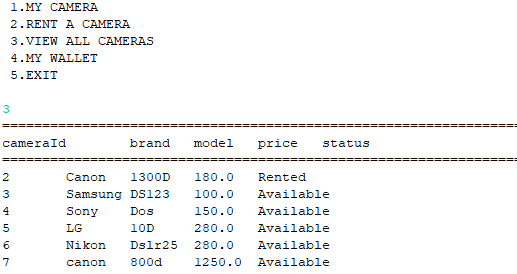 1.MY CAMERA
2.RENT A CAMERA
3.VIEW ALL CAMERAS
4.MY WALLET
5.EXIT
3
================================================================
cameraId brand model price status
================================================================
2 Canon 1300D 180.0 Rented
3 Samsung DS123 100.0 Available
4 Sony Dos 150.0 Available
5 LG 10D 280.0 Available
6 Nikon Dslr25 280.0 Available
7 canon 800d 1250.0 Available